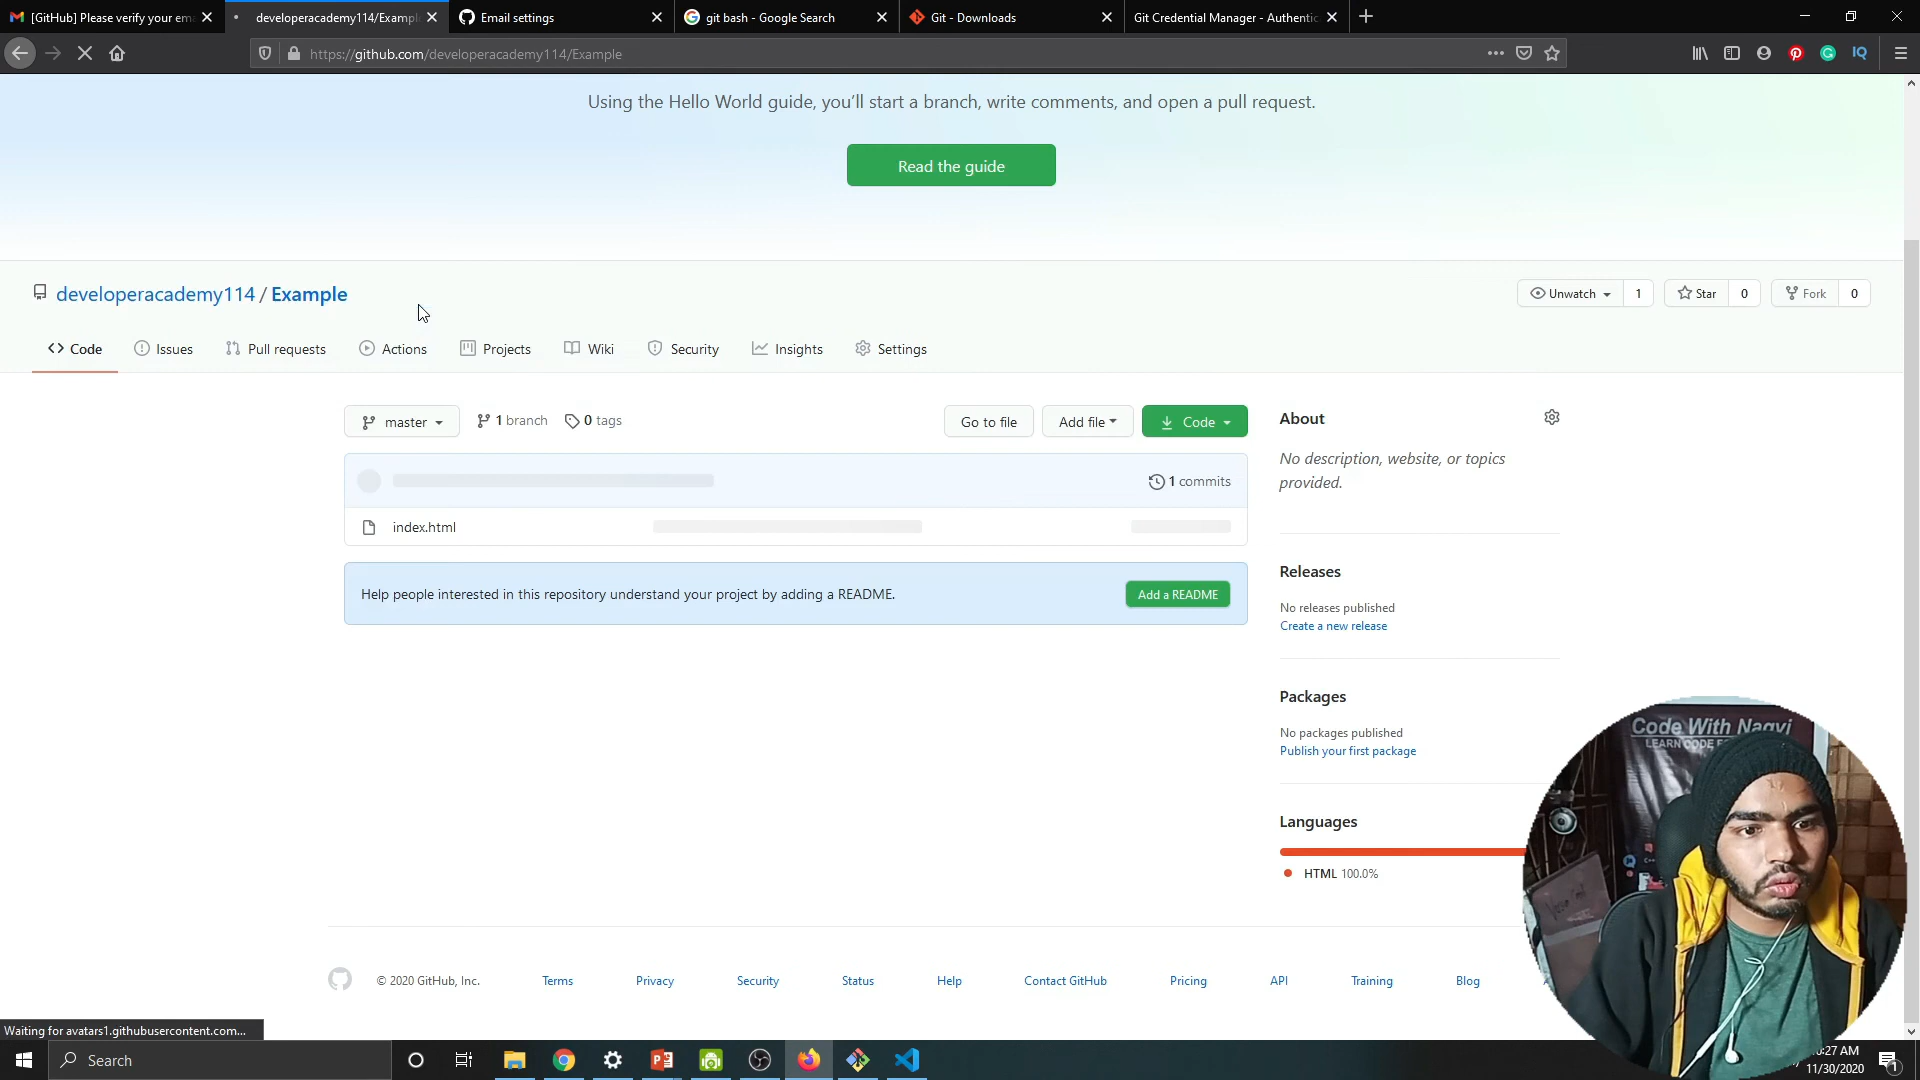 [GitHub] Please verify your ema
developeracademy114/Example
Email settings
git bash - Google Search
Git - Downloads
Git Credential Manager - Authentic
https://github.com/developeracademy114/Example
Using the Hello World guide, you'll start a branch, write comments, and open a pull request.
Read the guide
developeracademy114 / Example
Unwatch 1
Star 0
Fork 0
Code
Issues
Pull requests
Actions
Projects
Wiki
Security
Insights
Settings
master
1 branch
0 tags
Go to file
Add file
Code
1 commits
index.html
Help people interested in this repository understand your project by adding a README.
Add a README
About
No description, website, or topics
provided.
Releases
No releases published
Create a new release
Packages
No packages published
Publish your first package
Languages
HTML 100.0%
Code With Naqvi
© 2020 GitHub, Inc.
Terms
Privacy
Security
Status
Help
Contact GitHub
Pricing
API
Training
Blog
Waiting for avatars1.githubusercontent.com...
Search
:27 AM
11/30/2020